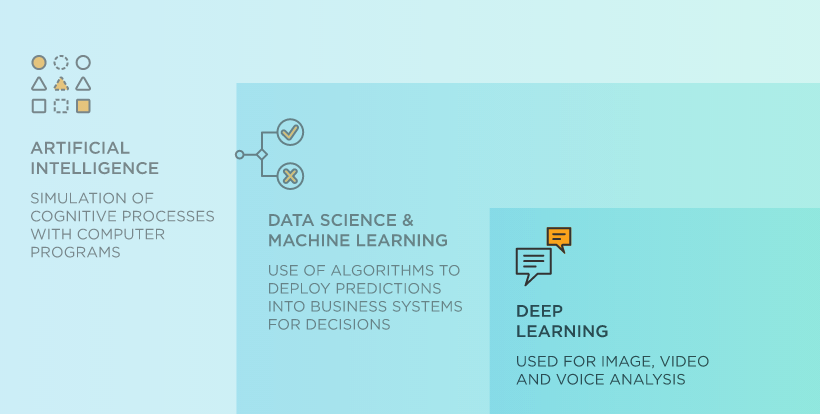 ARTIFICIAL
INTELLIGENCE
SIMULATION OF
COGNITIVE PROCESSES
WITH COMPUTER
PROGRAMS
DATA SCIENCE &
MACHINE LEARNING
USE OF ALGORITHMS TO
DEPLOY PREDICTIONS
INTO BUSINESS SYSTEMS
FOR DECISIONS
DEEP
LEARNING
USED FOR IMAGE, VIDEO
AND VOICE ANALYSIS